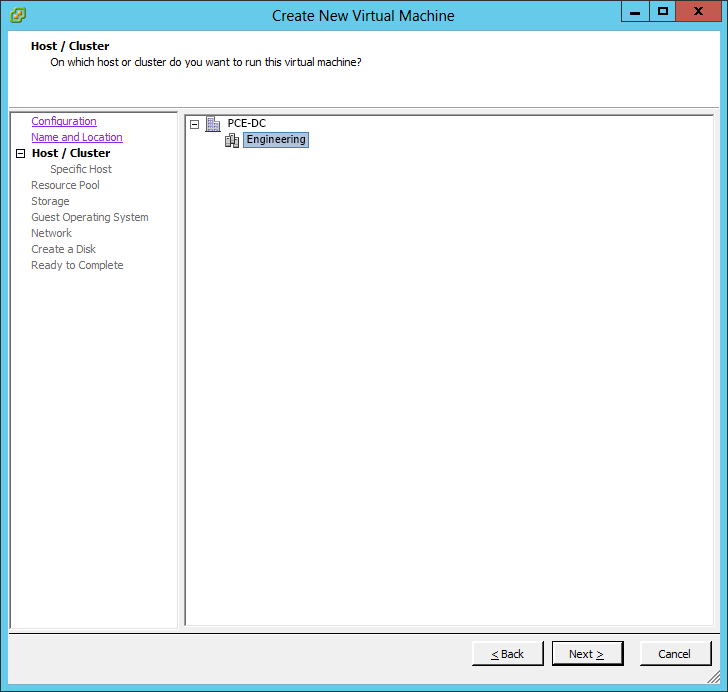 Create New Virtual Machine
Host / Cluster
On which host or cluster do you want to run this virtual machine?
Configuration
Name and Location
Host / Cluster
Specific Host
Resource Pool
Storage
Guest Operating System
Network
Create a Disk
Ready to Complete
PCE-DC
Engineering
< Back
Next >
Cancel